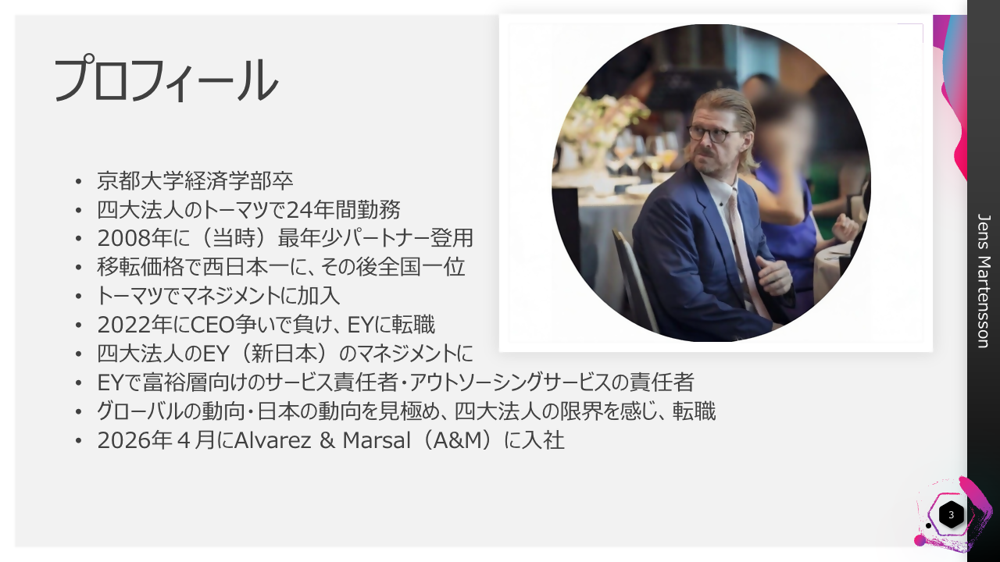 プロフィール
• 京都大学経済学部卒
• 四大法人のトーマツで24年間勤務
• 2008年に（当時）最年少パートナー登用
• 移転価格で西日本一に、その後全国一位
• トーマツでマネジメントに加入
• 2022年にCEO争いで負け、EYに転職
• 四大法人のEY（新日本）のマネジメントに
• EYで富裕層向けのサービス責任者・アウトソーシングサービスの責任者
• グローバルの動向・日本の動向を見極め、四大法人の限界を感じ、転職
• 2026年４月にAlvarez & Marsal（A&M）に入社
Jens Martensson
3